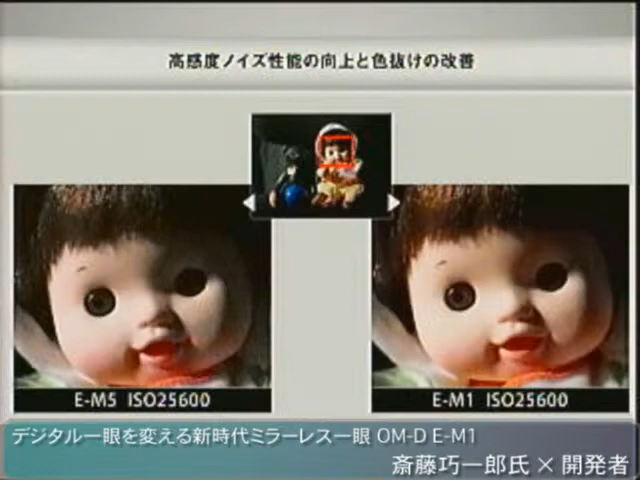 高感度ノイズ性能の向上と色抜けの改善
E-M5 ISO25600
E-M1 ISO25600
デジタル一眼を変える新時代ミラーレス一眼 OM-D E-M1
斎藤巧一郎氏 × 開発者